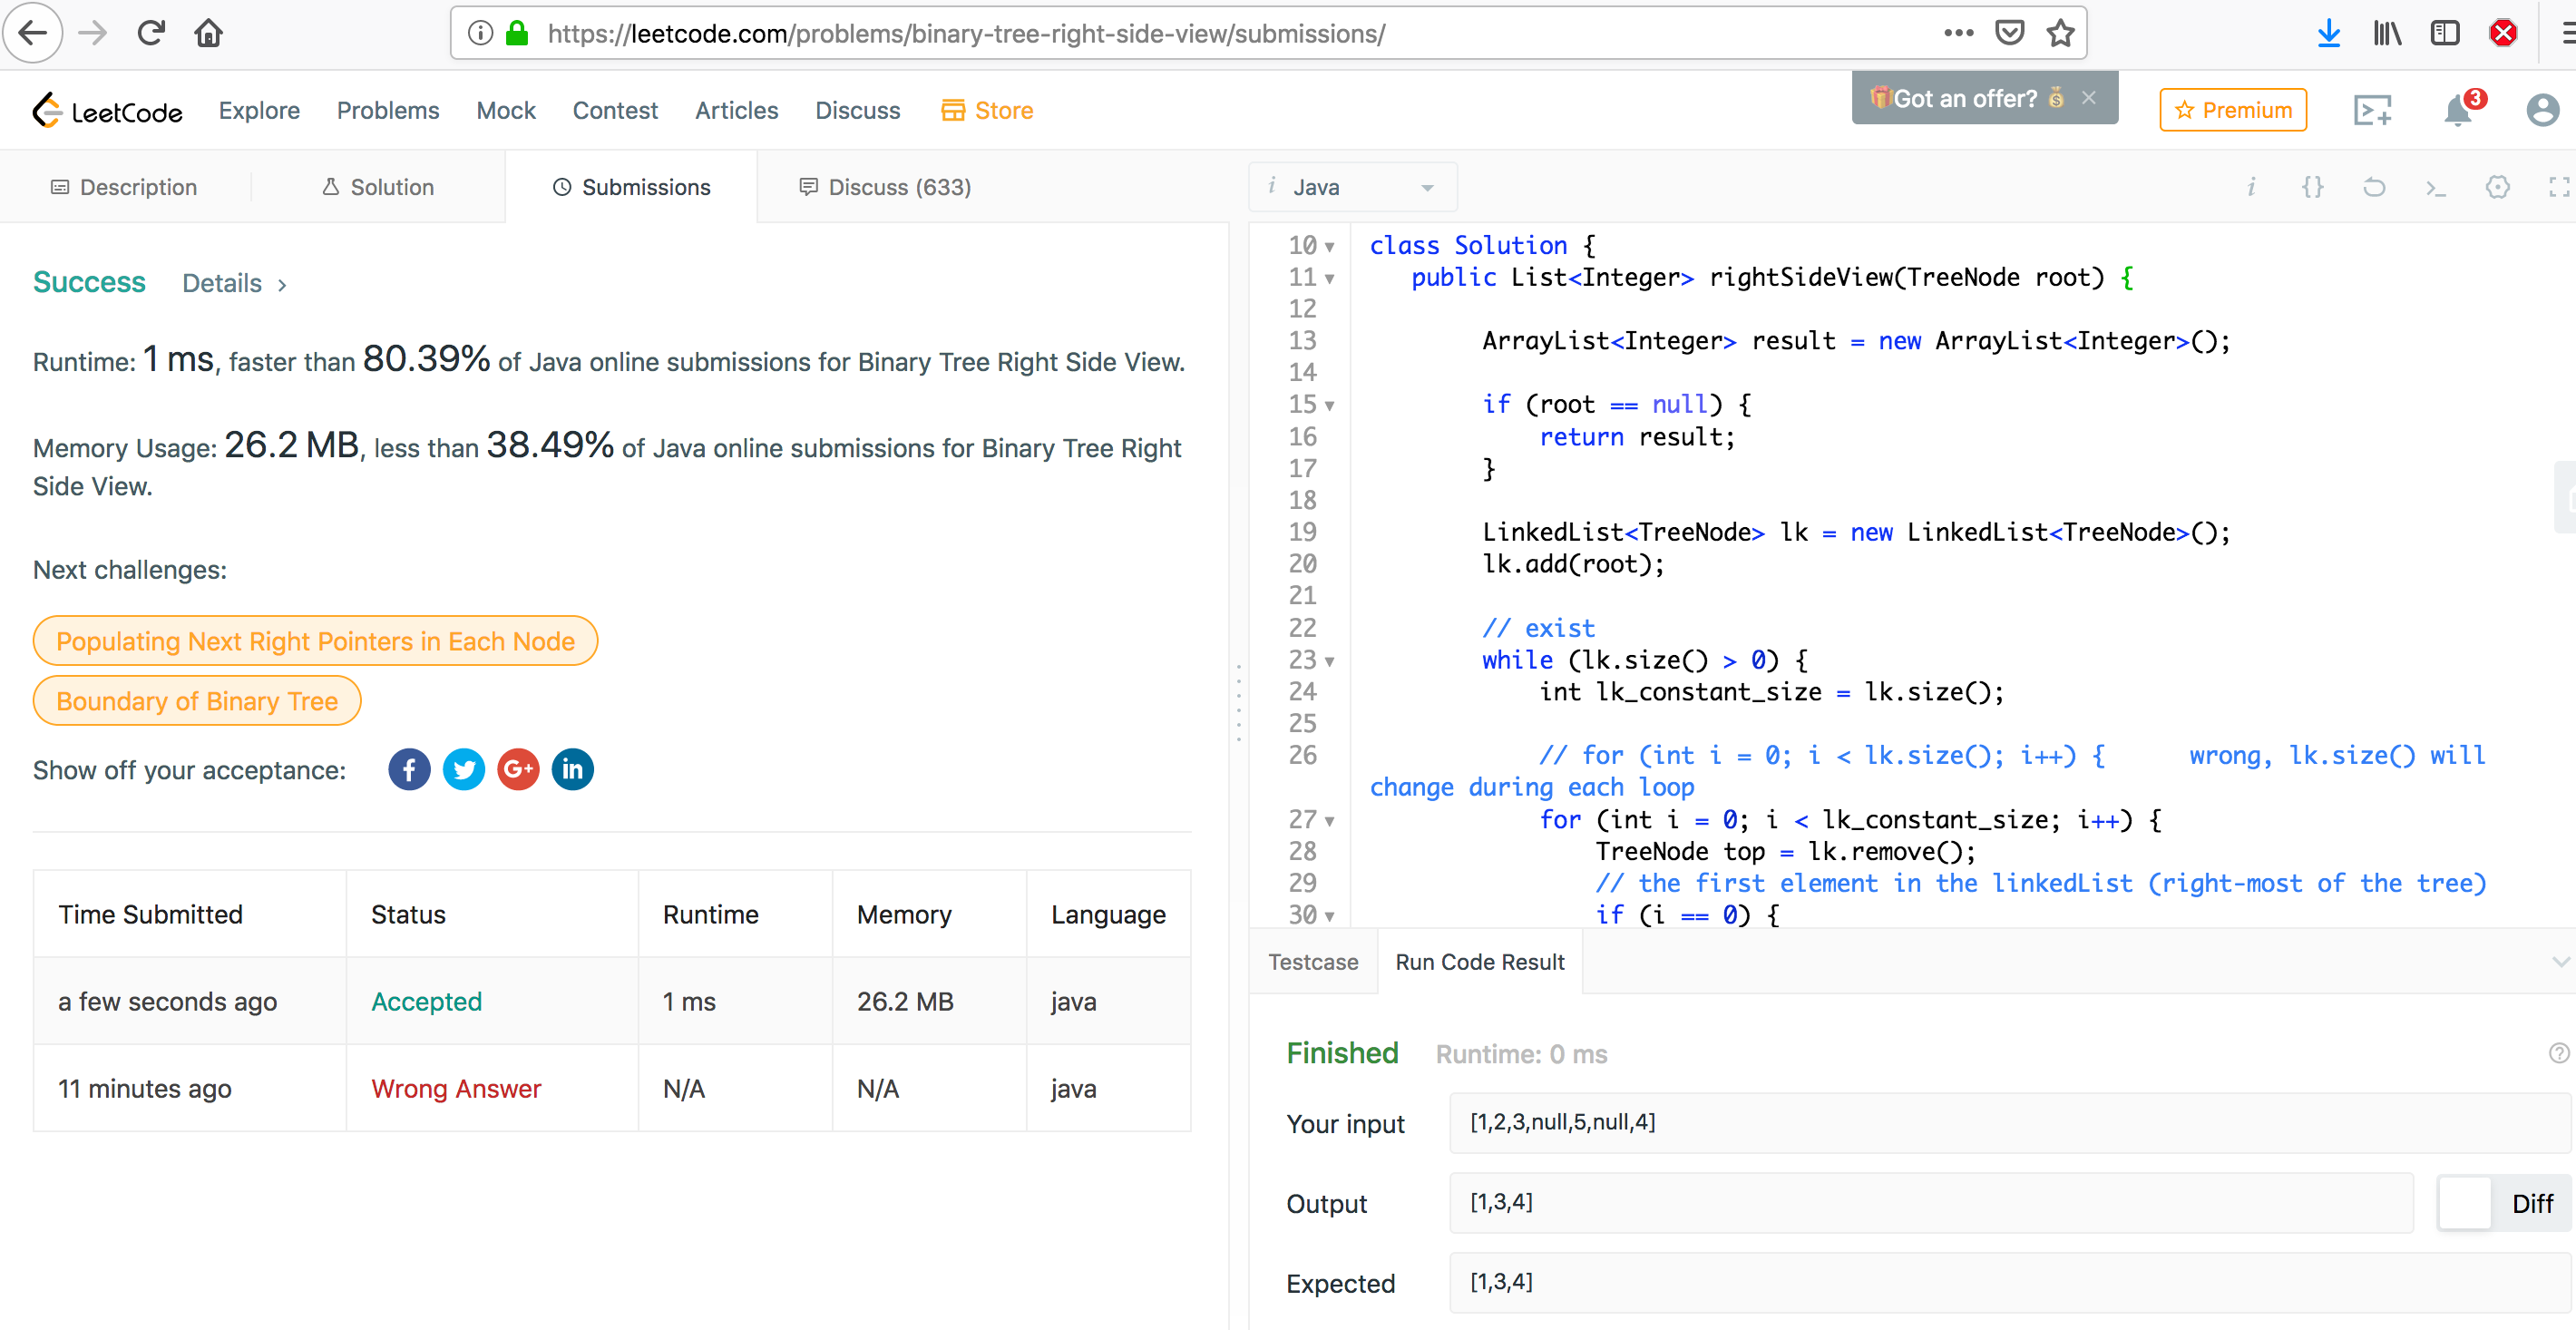 https://leetcode.com/problems/binary-tree-right-side-view/submissions/
LeetCode Explore Problems Mock Contest Articles Discuss Store
Got an offer? ×
Premium
3
Description Solution Submissions Discuss (633)
i Java
Success Details >
Runtime: 1 ms, faster than 80.39% of Java online submissions for Binary Tree Right Side View.
Memory Usage: 26.2 MB, less than 38.49% of Java online submissions for Binary Tree Right
Side View.
Next challenges:
Populating Next Right Pointers in Each Node
Boundary of Binary Tree
Show off your acceptance: f G+ in
Time Submitted Status Runtime Memory Language
a few seconds ago Accepted 1 ms 26.2 MB java
11 minutes ago Wrong Answer N/A N/A java
10 class Solution {
11 public List<Integer> rightSideView(TreeNode root) {
12
13 ArrayList<Integer> result = new ArrayList<Integer>();
14
15 if (root == null) {
16 return result;
17 }
18
19 LinkedList<TreeNode> lk = new LinkedList<TreeNode>();
20 lk.add(root);
21
22 // exist
23 while (lk.size() > 0) {
24 int lk_constant_size = lk.size();
25
26 // for (int i = 0; i < lk.size(); i++) { wrong, lk.size() will
change during each loop
27 for (int i = 0; i < lk_constant_size; i++) {
28 TreeNode top = lk.remove();
29 // the first element in the linkedList (right-most of the tree)
30 if (i == 0) {
Testcase Run Code Result
Finished Runtime: 0 ms
Your input [1,2,3,null,5,null,4]
Output [1,3,4] Diff
Expected [1,3,4]